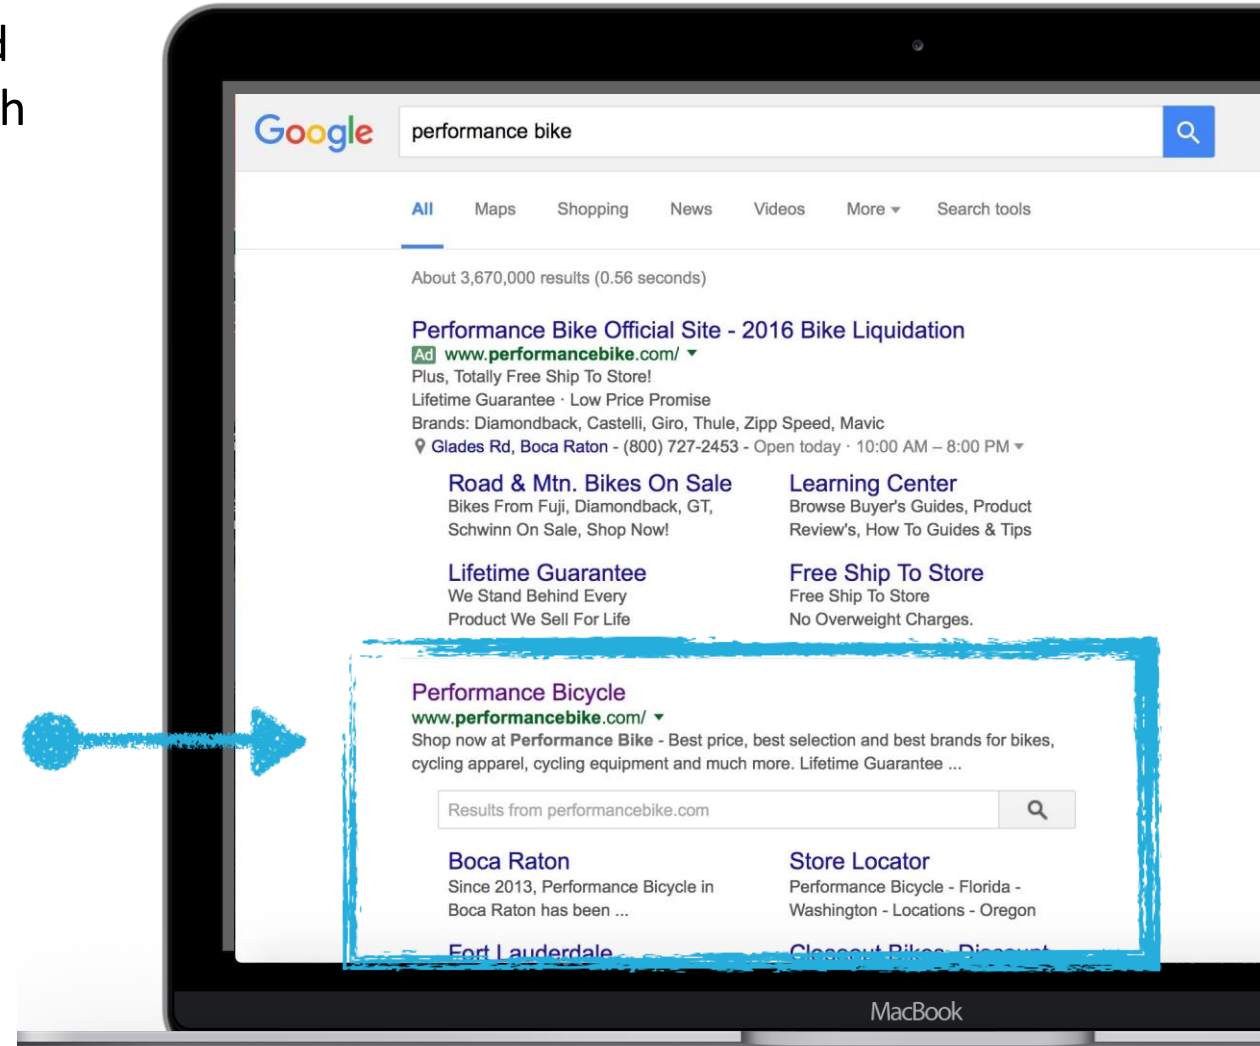 d
h
Google
performance bike
All Maps Shopping News Videos More Search tools
About 3,670,000 results (0.56 seconds)
Performance Bike Official Site - 2016 Bike Liquidation
Ad www.performancebike.com/
Plus, Totally Free Ship To Store!
Lifetime Guarantee · Low Price Promise
Brands: Diamondback, Castelli, Giro, Thule, Zipp Speed, Mavic
Glades Rd, Boca Raton - (800) 727-2453 - Open today · 10:00 AM – 8:00 PM
Road & Mtn. Bikes On Sale
Bikes From Fuji, Diamondback, GT,
Schwinn On Sale, Shop Now!
Learning Center
Browse Buyer's Guides, Product
Review's, How To Guides & Tips
Lifetime Guarantee
We Stand Behind Every
Product We Sell For Life
Free Ship To Store
Free Ship To Store
No Overweight Charges.
Performance Bicycle
www.performancebike.com/
Shop now at Performance Bike - Best price, best selection and best brands for bikes,
cycling apparel, cycling equipment and much more. Lifetime Guarantee ...
Results from performancebike.com
Boca Raton
Since 2013, Performance Bicycle in
Boca Raton has been ...
Store Locator
Performance Bicycle - Florida -
Washington - Locations - Oregon
Fort Lauderdale
Closeout Bikes, Discount
MacBook